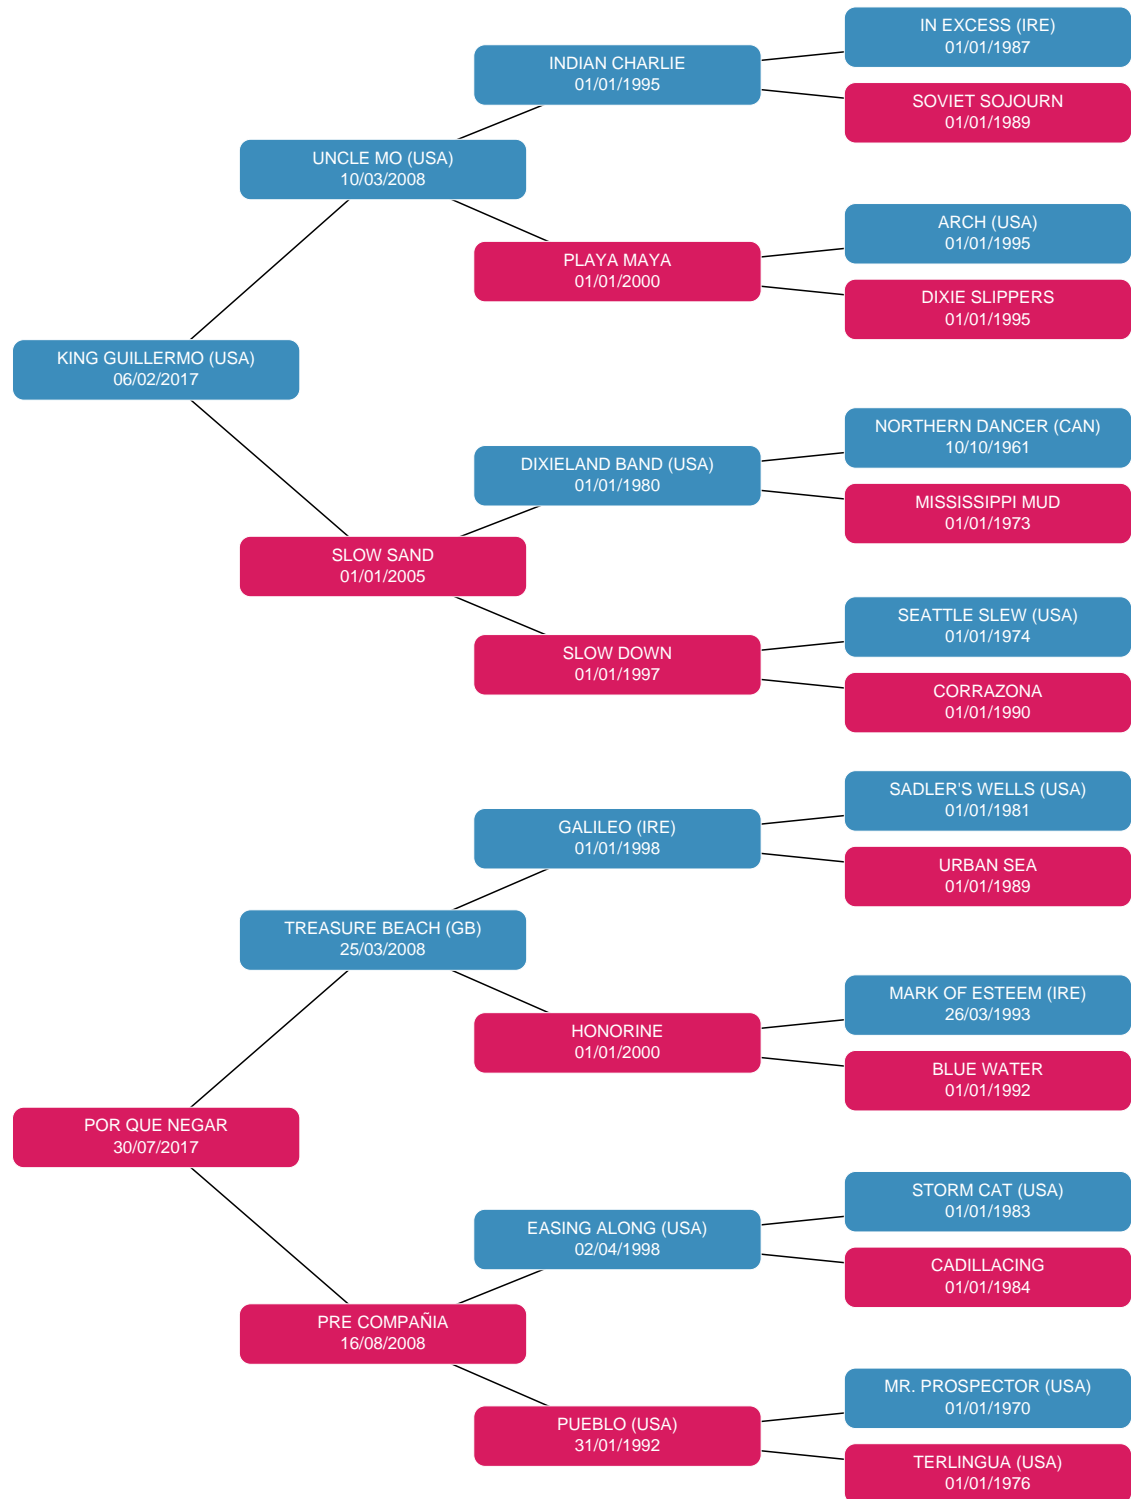 IN EXCESS (IRE)
01/01/1987
INDIAN CHARLIE
01/01/1995
SOVIET SOJOURN
01/01/1989
UNCLE MO (USA)
10/03/2008
ARCH (USA)
01/01/1995
PLAYA MAYA
01/01/2000
DIXIE SLIPPERS
01/01/1995
KING GUILLERMO (USA)
06/02/2017
NORTHERN DANCER (CAN)
10/10/1961
DIXIELAND BAND (USA)
01/01/1980
MISSISSIPPI MUD
01/01/1973
SLOW SAND
01/01/2005
SEATTLE SLEW (USA)
01/01/1974
SLOW DOWN
01/01/1997
CORRAZONA
01/01/1990
SADLER'S WELLS (USA)
01/01/1981
GALILEO (IRE)
01/01/1998
URBAN SEA
01/01/1989
TREASURE BEACH (GB)
25/03/2008
MARK OF ESTEEM (IRE)
26/03/1993
HONORINE
01/01/2000
BLUE WATER
01/01/1992
POR QUE NEGAR
30/07/2017
STORM CAT (USA)
01/01/1983
EASING ALONG (USA)
02/04/1998
CADILLACING
01/01/1984
PRE COMPAÑIA
16/08/2008
MR. PROSPECTOR (USA)
01/01/1970
PUEBLO (USA)
31/01/1992
TERLINGUA (USA)
01/01/1976